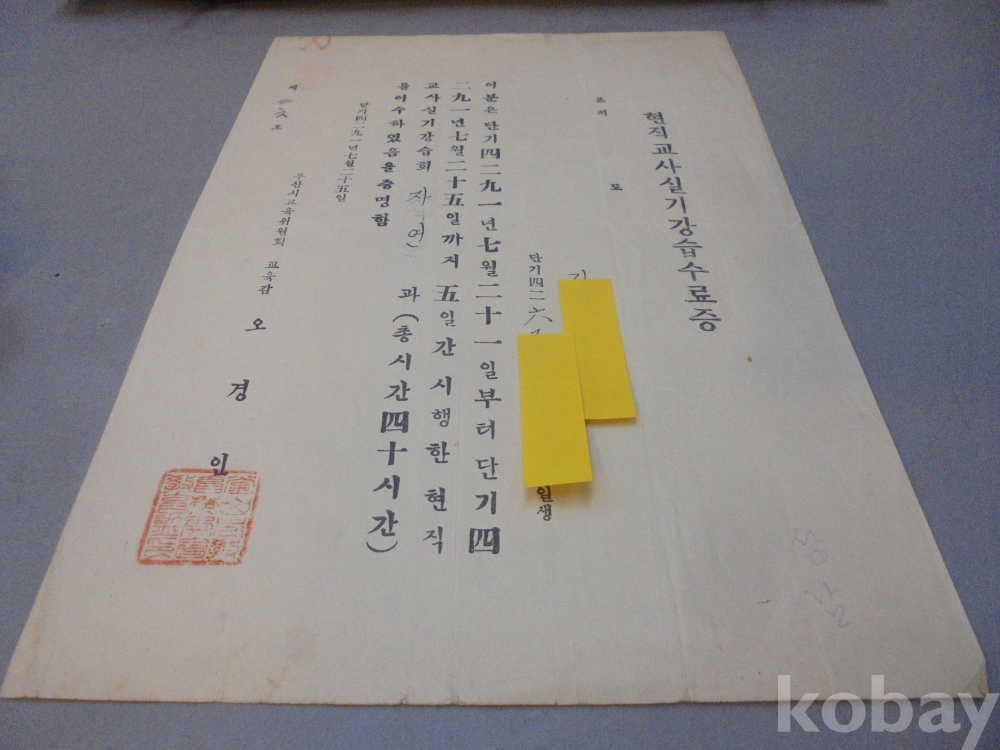 현직교사실기강습수료증
본적
도
단기四二六
일생
이분은 단기四二九一년七월二十一일부터단기四
二九一년七월二十五일까지五일간시행한현직
교사실기강습회 자연 과(총시간四十시간)
을이수하였음을증명함
단기四二九一년七월二十五일
부산시교육위원회 교육감 오경인
제 호
kobay